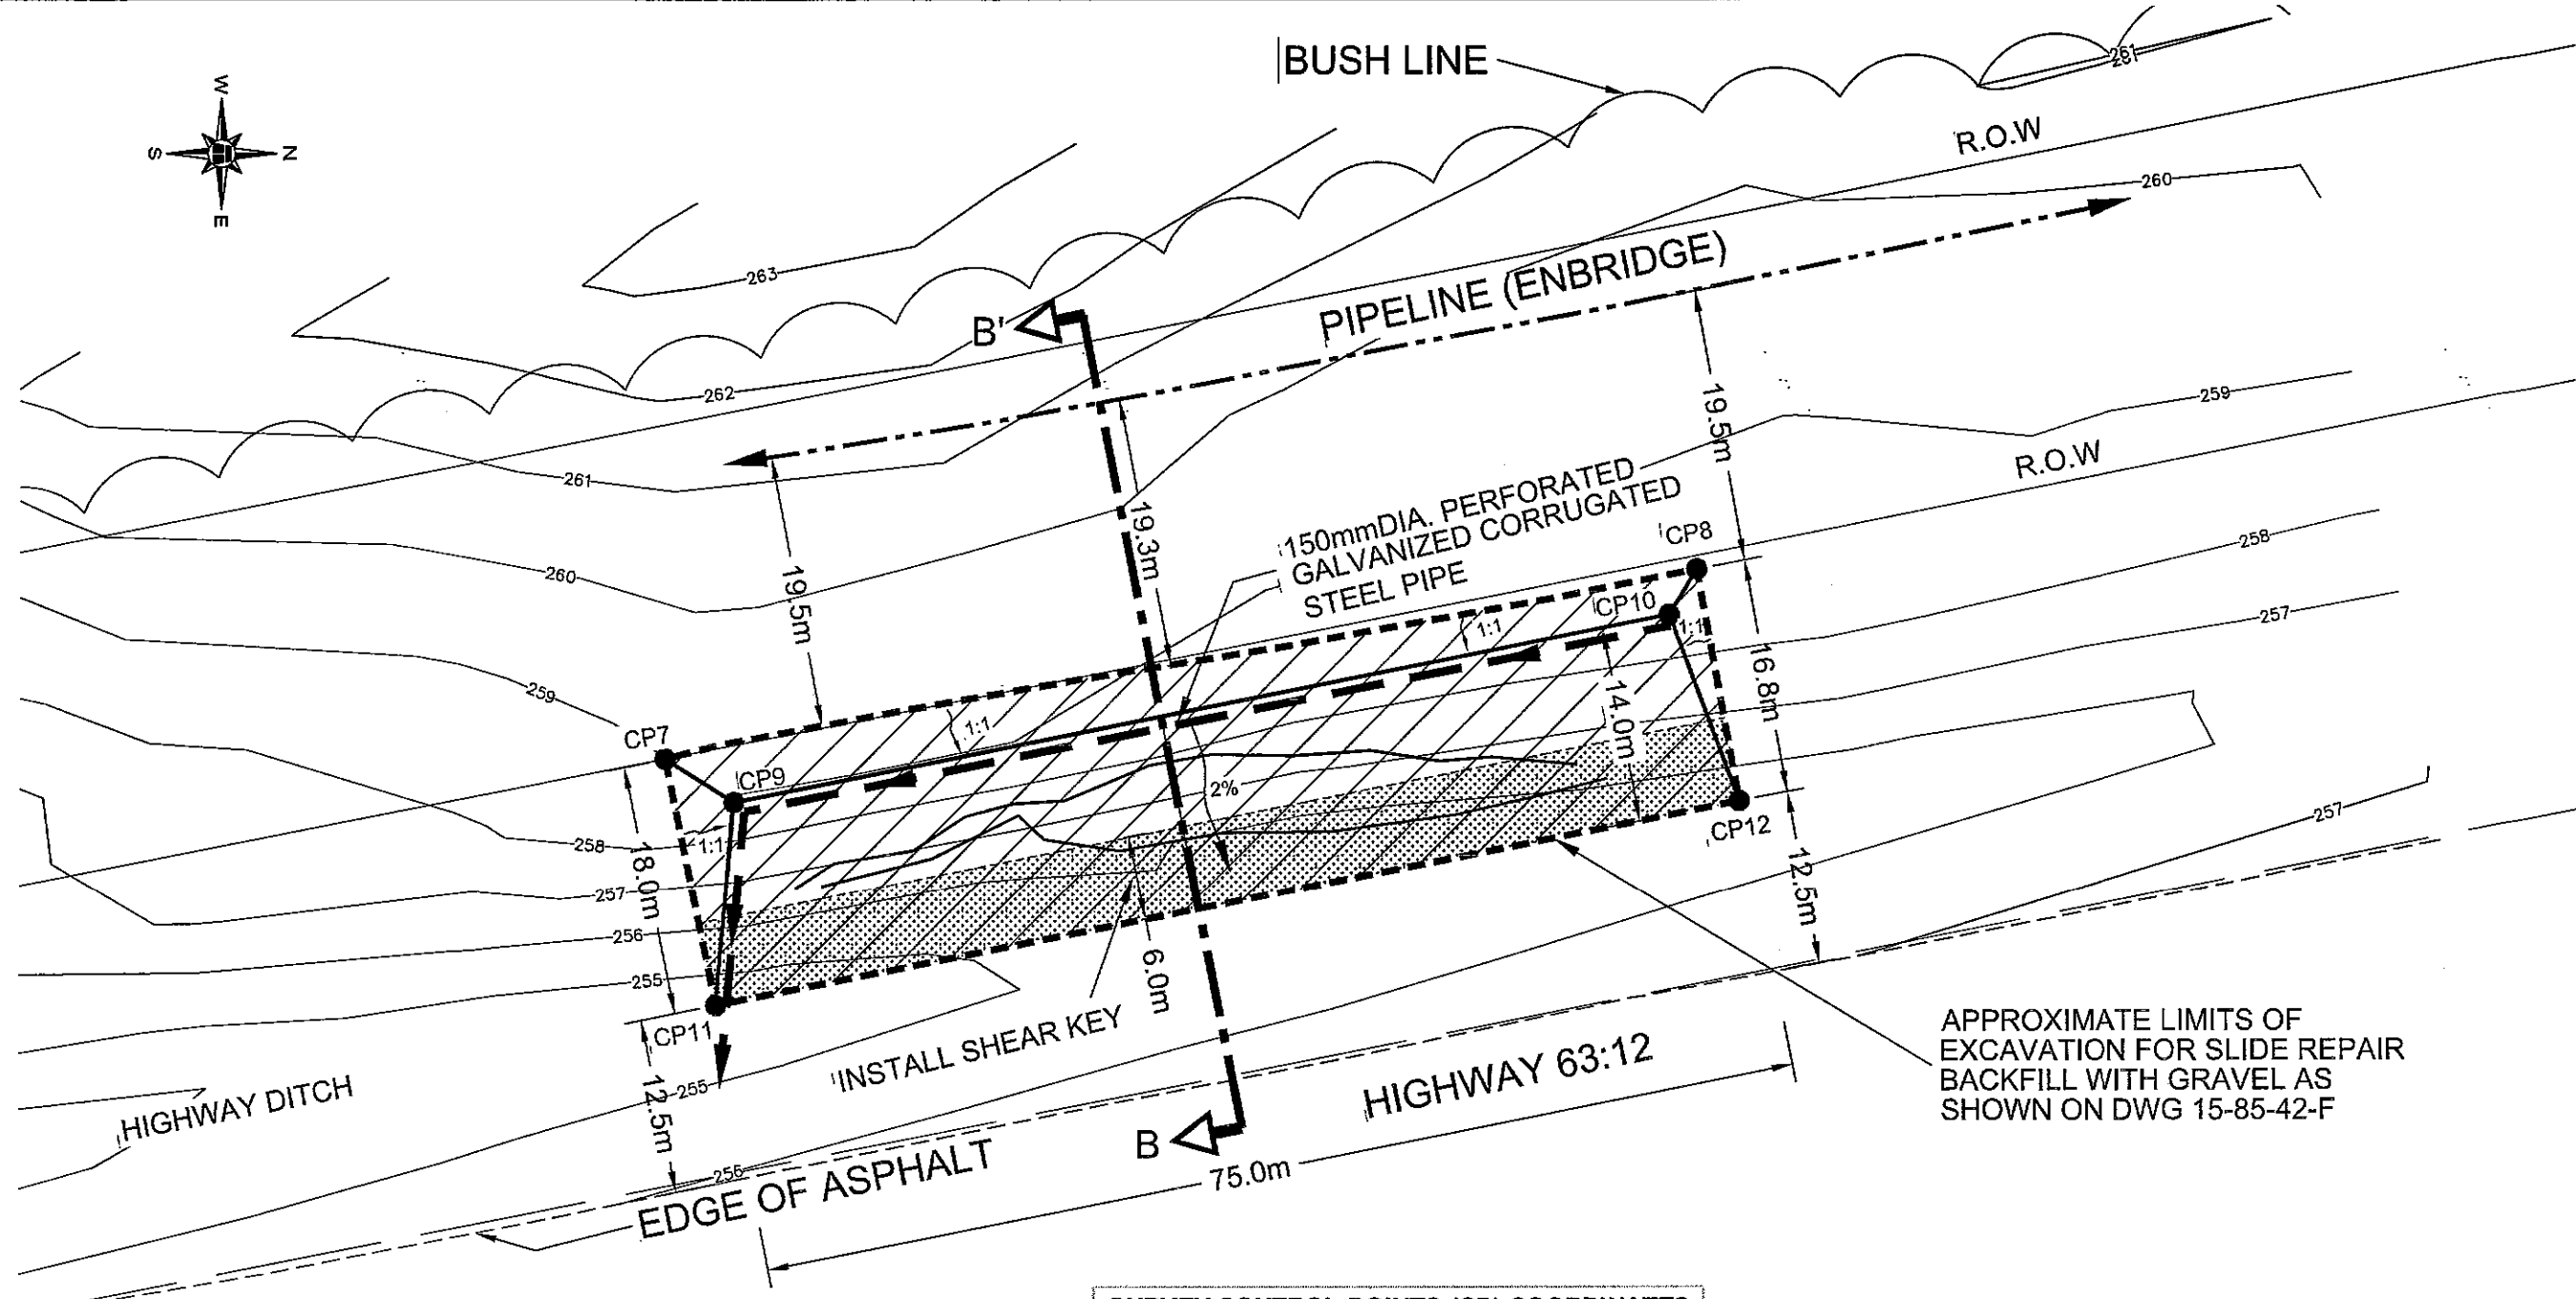 BUSH LINE
261
261
R.O.W
W
S
N
E
260
263
PIPELINE (ENBRIDGE)
B'
262
259
19.5m
R.O.W
261
150mmDIA. PERFORATED
GALVANIZED CORRUGATED
STEEL PIPE
19.3m
CP8
258
260
19.5m
CP10
1:1
1:1
257
259
16.8m
14.0m
CP7
1:1
CP9
2%
258
1:1
CP12
257
18.0m
257
12.5m
256
255
6.0m
CP11
INSTALL SHEAR KEY
APPROXIMATE LIMITS OF
EXCAVATION FOR SLIDE REPAIR
BACKFILL WITH GRAVEL AS
SHOWN ON DWG 15-85-42-F
HIGHWAY DITCH
255
12.5m
HIGHWAY 63:12
B
256
EDGE OF ASPHALT
75.0m